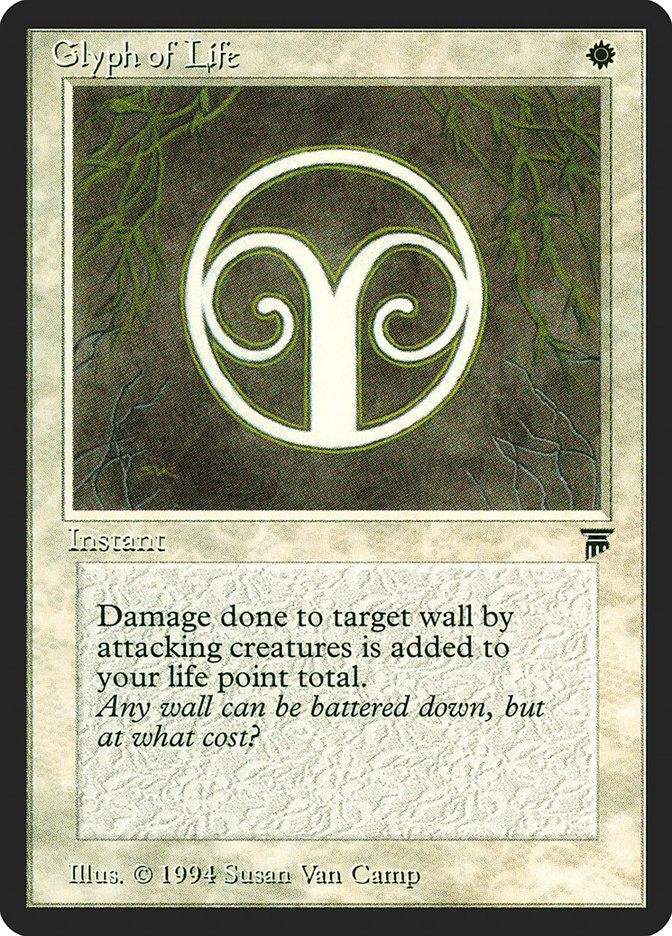 Glyph of Life
Instant
Damage done to target wall by
attacking creatures is added to
your life point total.
Any wall can be battered down, but
at what cost?
Illus. © 1994 Susan Van Camp